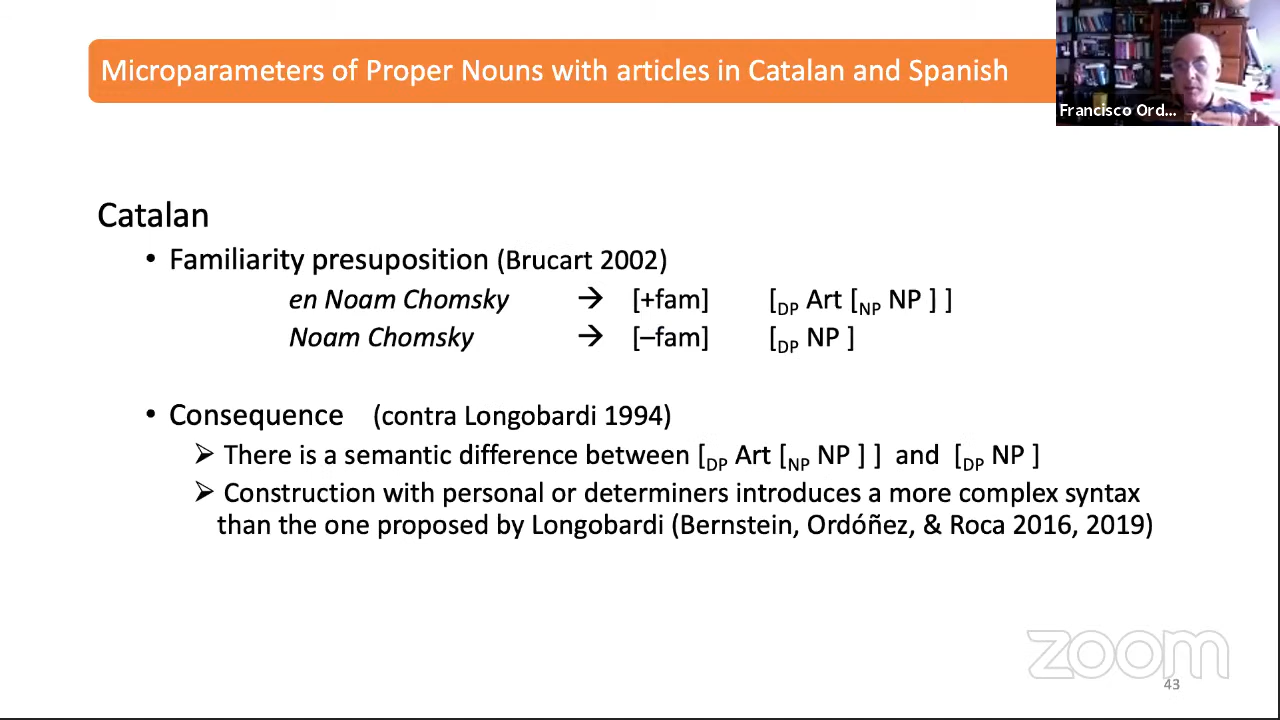 Microparameters of Proper Nouns with articles in Catalan and Spanish
Francisco Ord...
Catalan
• Familiarity presuposition (Brucart 2002)
en Noam Chomsky → [+fam] [DP Art [NP NP ] ]
Noam Chomsky → [–fam] [DP NP ]
• Consequence (contra Longobardi 1994)
➢ There is a semantic difference between [DP Art [NP NP ] ] and [DP NP ]
➢ Construction with personal or determiners introduces a more complex syntax
than the one proposed by Longobardi (Bernstein, Ordóñez, & Roca 2016, 2019)
zoom
43